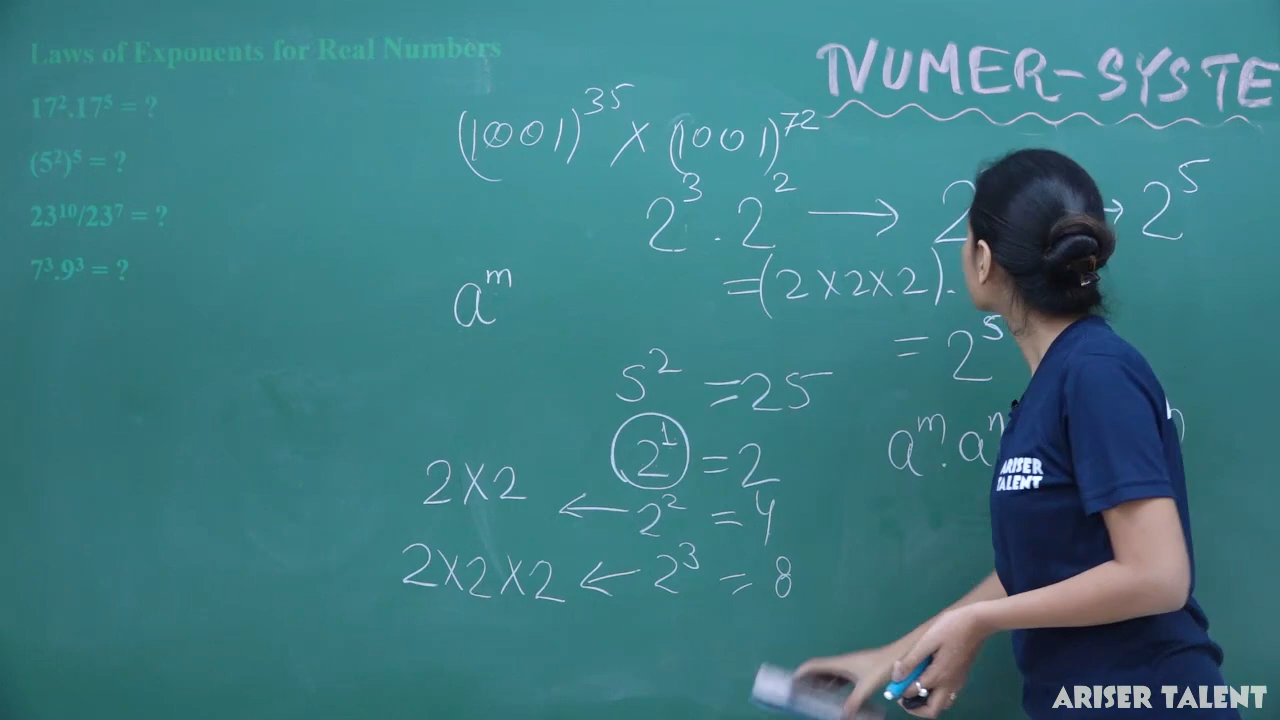 Laws of Exponents for Real Numbers
17².17⁵ = ?
(5²)⁵ = ?
23¹⁰/23⁷ = ?
7³.9³ = ?
NUMER-SYSTE
(1001)³⁵ × (1001)⁷²
2³ . 2² → 2 → 2⁵
= (2×2×2).
= 2⁵
aᵐ
5² = 25
2¹ = 2
aᵐ. aⁿ
2×2 ← 2² = 4
2×2×2 ← 2³ = 8
ARISER
TALENT
ARISER TALENT